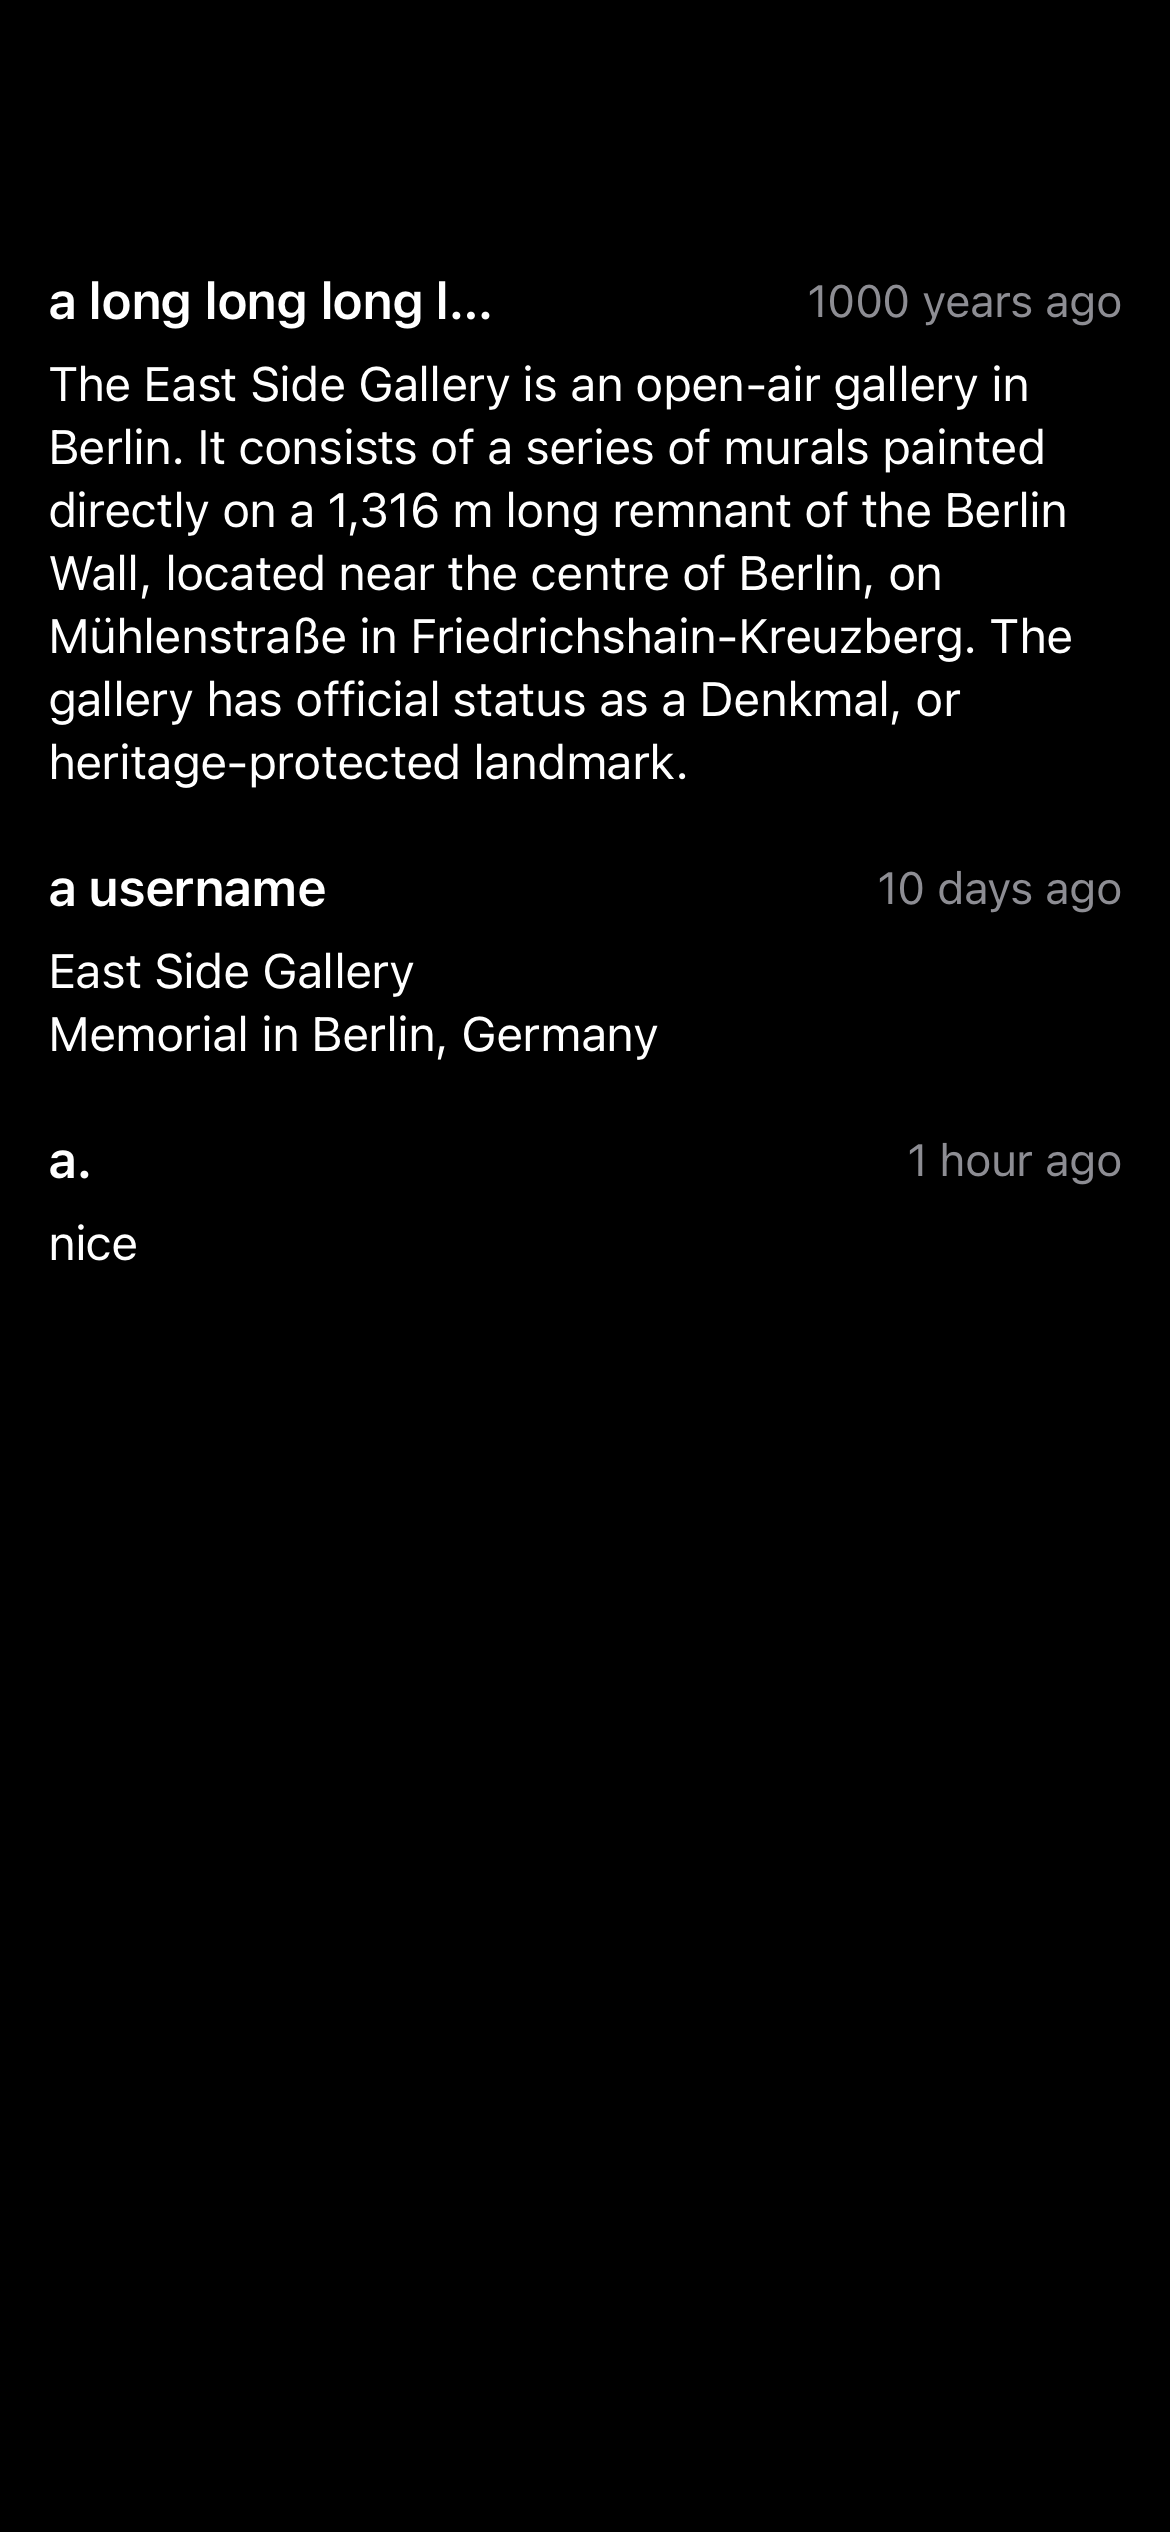 a long long long l...
1000 years ago
The East Side Gallery is an open-air gallery in
Berlin. It consists of a series of murals painted
directly on a 1,316 m long remnant of the Berlin
Wall, located near the centre of Berlin, on
Mühlenstraße in Friedrichshain-Kreuzberg. The
gallery has official status as a Denkmal, or
heritage-protected landmark.
a username
10 days ago
East Side Gallery
Memorial in Berlin, Germany
a.
1 hour ago
nice